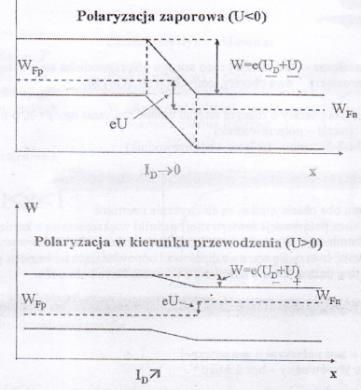 Polaryzacja zaporowa (U<0)
W=e(U_D+U)
W_Fp
W_Fn
eU
I_D→0
x
W
Polaryzacja w kierunku przewodzenia (U>0)
W=e(U_D+U)
W_Fp
eU
W_Fn
I_D↗
x